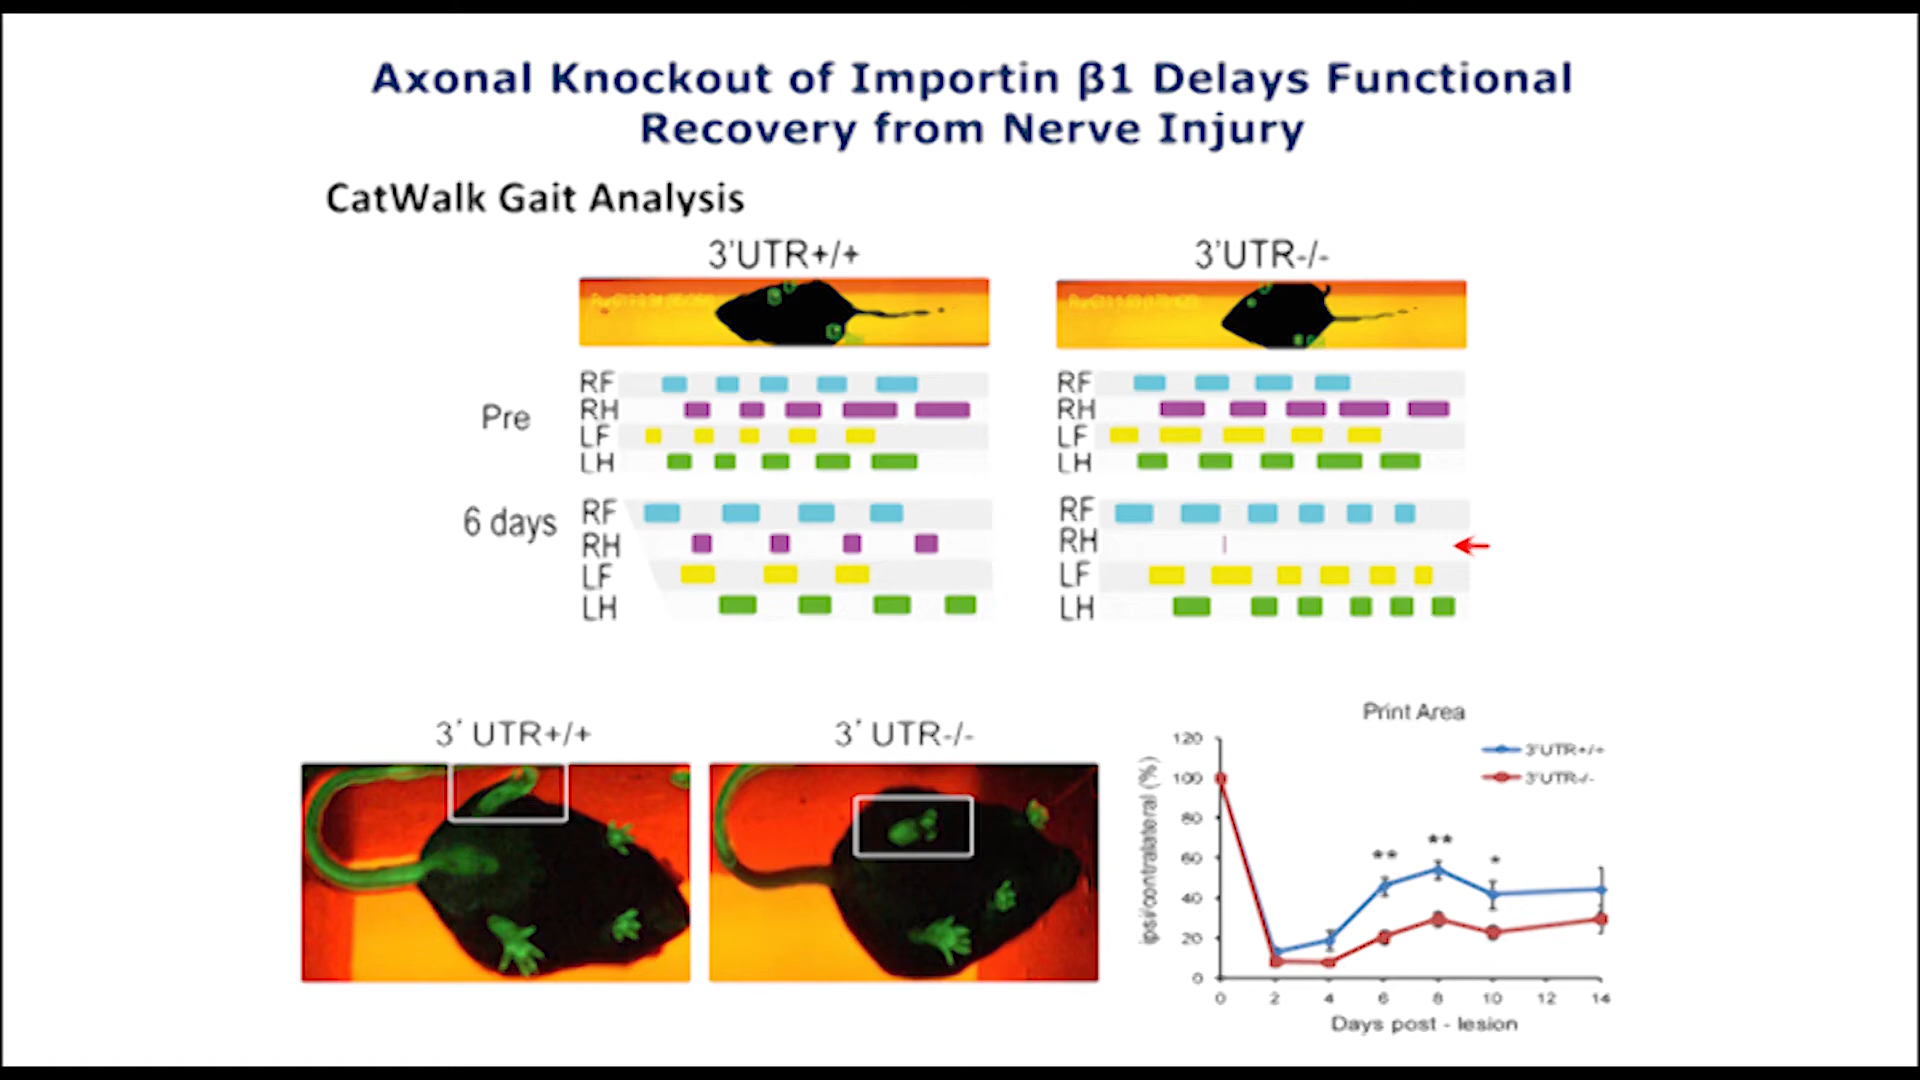 Axonal Knockout of Importin β1 Delays Functional
Recovery from Nerve Injury
CatWalk Gait Analysis
3'UTR+/+
3'UTR-/-
Pre
RF
RH
LF
LH
RF
RH
LF
LH
6 days
RF
RH
LF
LH
RF
RH
LF
LH
3' UTR+/+
3' UTR-/-
Print Area
3'UTR+/+
3'UTR-/-
ipsi/contralateral (%)
120
100
80
60
40
20
0
**
**
*
0 2 4 6 8 10 12 14
Days post - lesion